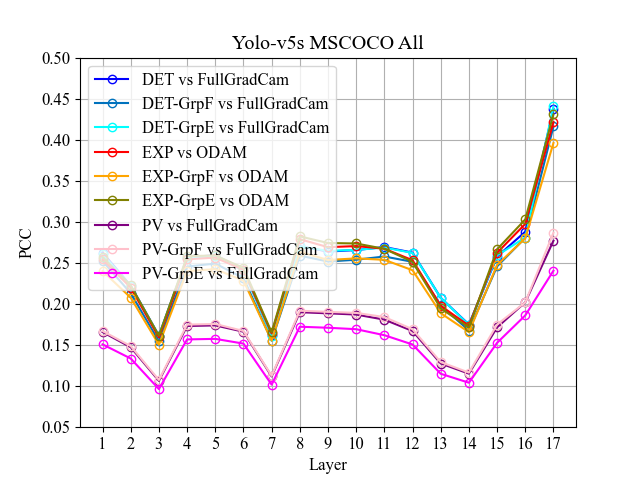 Yolo-v5s MSCOCO All
0.50
0.45
0.40
0.35
0.30
0.25
0.20
0.15
0.10
0.05
PCC
DET vs FullGradCam
DET-GrpF vs FullGradCam
DET-GrpE vs FullGradCam
EXP vs ODAM
EXP-GrpF vs ODAM
EXP-GrpE vs ODAM
PV vs FullGradCam
PV-GrpF vs FullGradCam
PV-GrpE vs FullGradCam
1 2 3 4 5 6 7 8 9 10 11 12 13 14 15 16 17
Layer